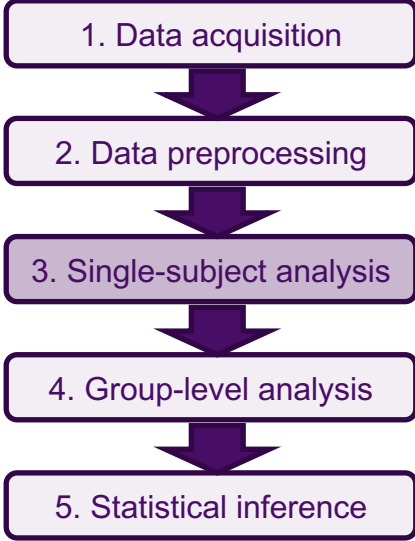 1. Data acquisition
2. Data preprocessing
3. Single-subject analysis
4. Group-level analysis
5. Statistical inference